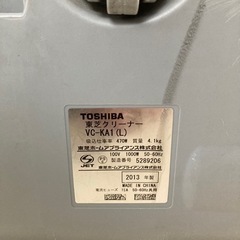 TOSHIBA
東芝クリーナー
VC-KA1(L)
吸込仕事率 470W 質量 4.1kg
東芝ホームアプライアンス株式会社
100V 1000W 50-60Hz
製造番号 5289206
JET
2013 年製
MADE IN CHINA